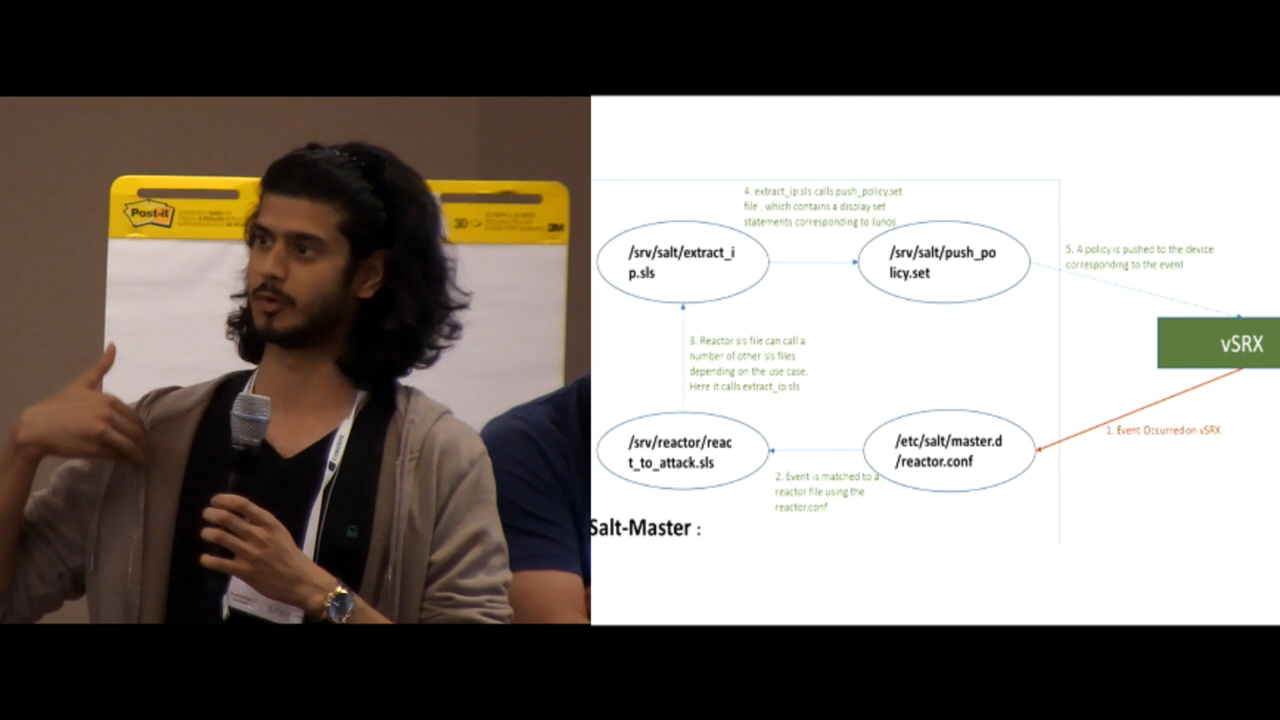 Post-it
30
3M
4. extract_ip.sls calls push_policy.set
file , which contains a display set
statements corresponding to Junos
/srv/salt/extract_i
p.sls
/srv/salt/push_po
licy.set
5. A policy is pushed to the device
corresponding to the event
3. Reactor sls file can call a
number of other sls files
depending on the use case.
Here it calls extract_ip.sls
vSRX
1. Event Occurred on vSRX
/srv/reactor/reac
t_to_attack.sls
/etc/salt/master.d
/reactor.conf
2. Event is matched to a
reactor file using the
reactor.conf
Salt-Master :